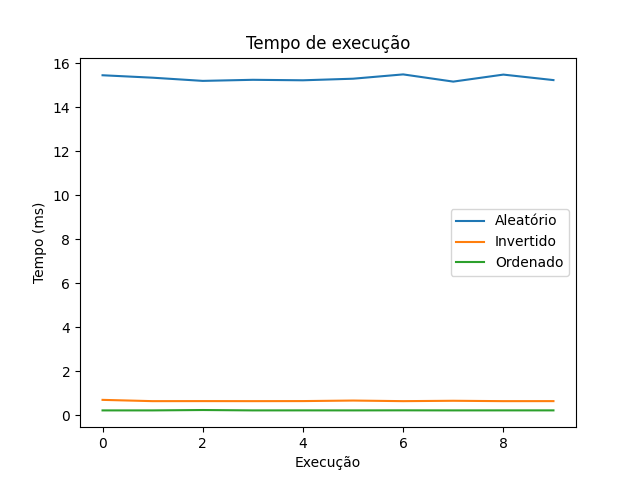 Tempo de execução
16
14
12
10
8
6
4
2
0
Tempo (ms)
Aleatório
Invertido
Ordenado
0 2 4 6 8
Execução